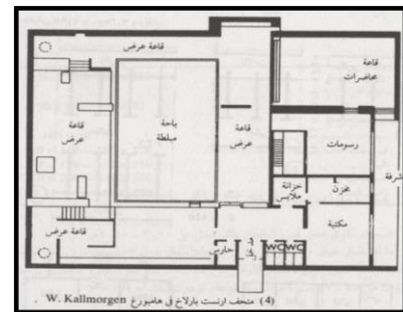 قاعة عرض
قاعة
محاضرات
قاعة
عرض
باحة
مبلطة
قاعة
عرض
رسومات
شرفة
خزانة
ملابس
مخزن
مكتبة
قاعة عرض
حارس
مدخل
WC WC
(4) متحف ارنست بارلاخ في هامبورغ W. Kallmorgen .